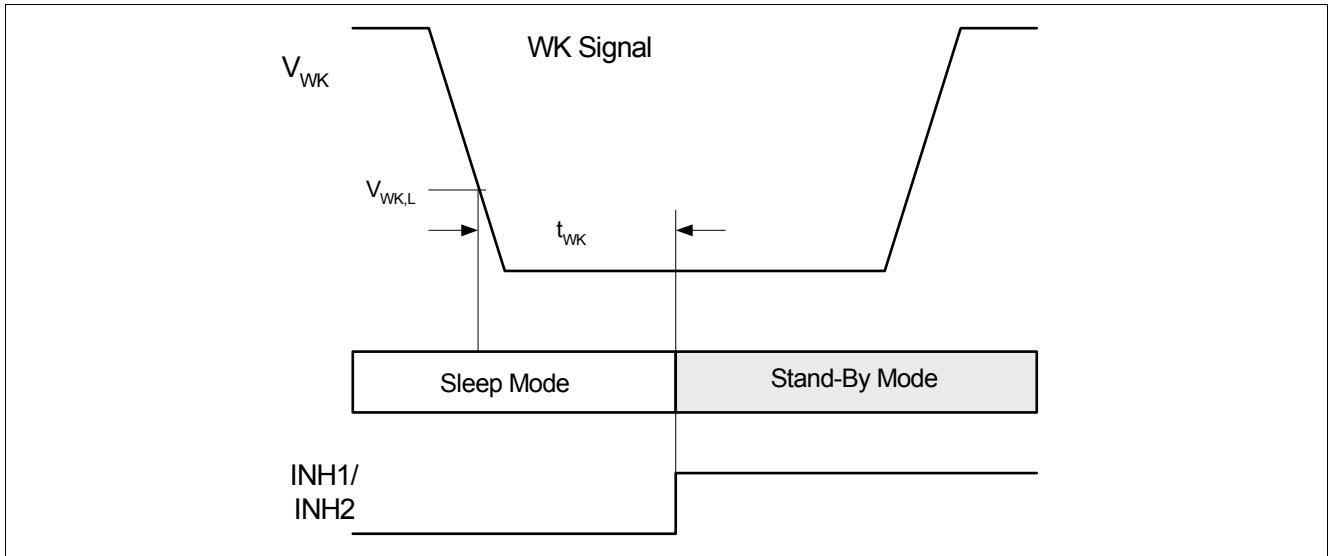 WK Signal
V_WK
V_WK,L
t_WK
Sleep Mode
Stand-By Mode
INH1/
INH2